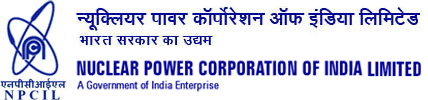 न्यूक्लियर पावर कॉर्पोरेशन ऑफ इंडिया लिमिटेड
भारत सरकार का उद्यम
NUCLEAR POWER CORPORATION OF INDIA LIMITED
A Government of India Enterprise
एनपीसीआईएल
NPCIL